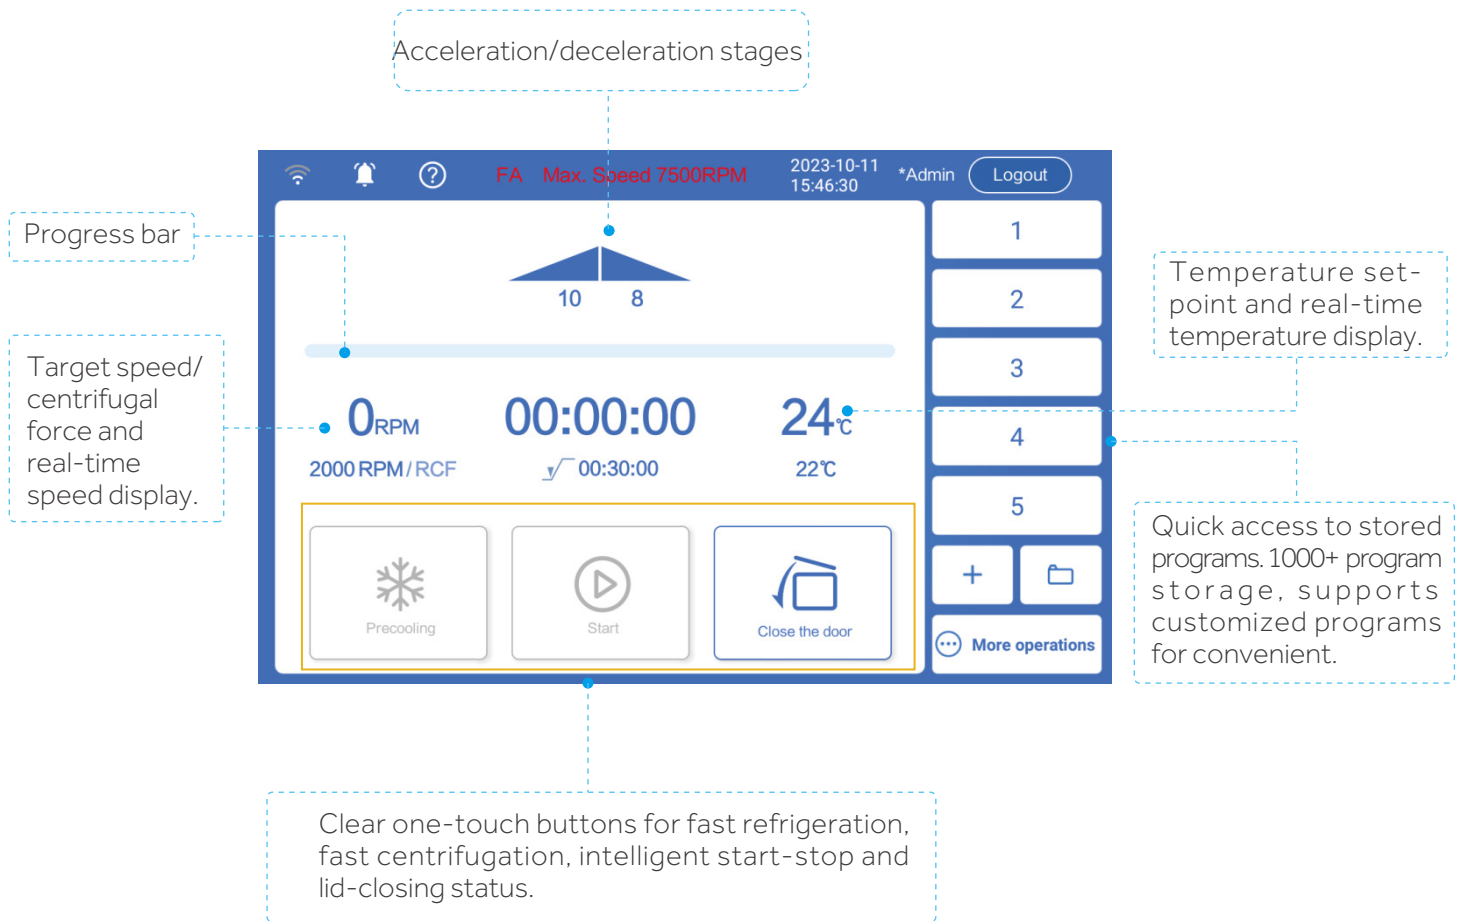 Acceleration/deceleration stages
FA Max. Speed 7500RPM
2023-10-11
15:46:30
*Admin
Logout
Progress bar
10 8
1
2
3
4
5
Temperature set-
point and real-time
temperature display.
Target speed/
centrifugal
force and
real-time
speed display.
0RPM 00:00:00 24℃
2000 RPM/RCF 00:30:00 22℃
Precooling
Start
Close the door
+
More operations
Quick access to stored
programs. 1000+ program
storage, supports
customized programs
for convenient.
Clear one-touch buttons for fast refrigeration,
fast centrifugation, intelligent start-stop and
lid-closing status.